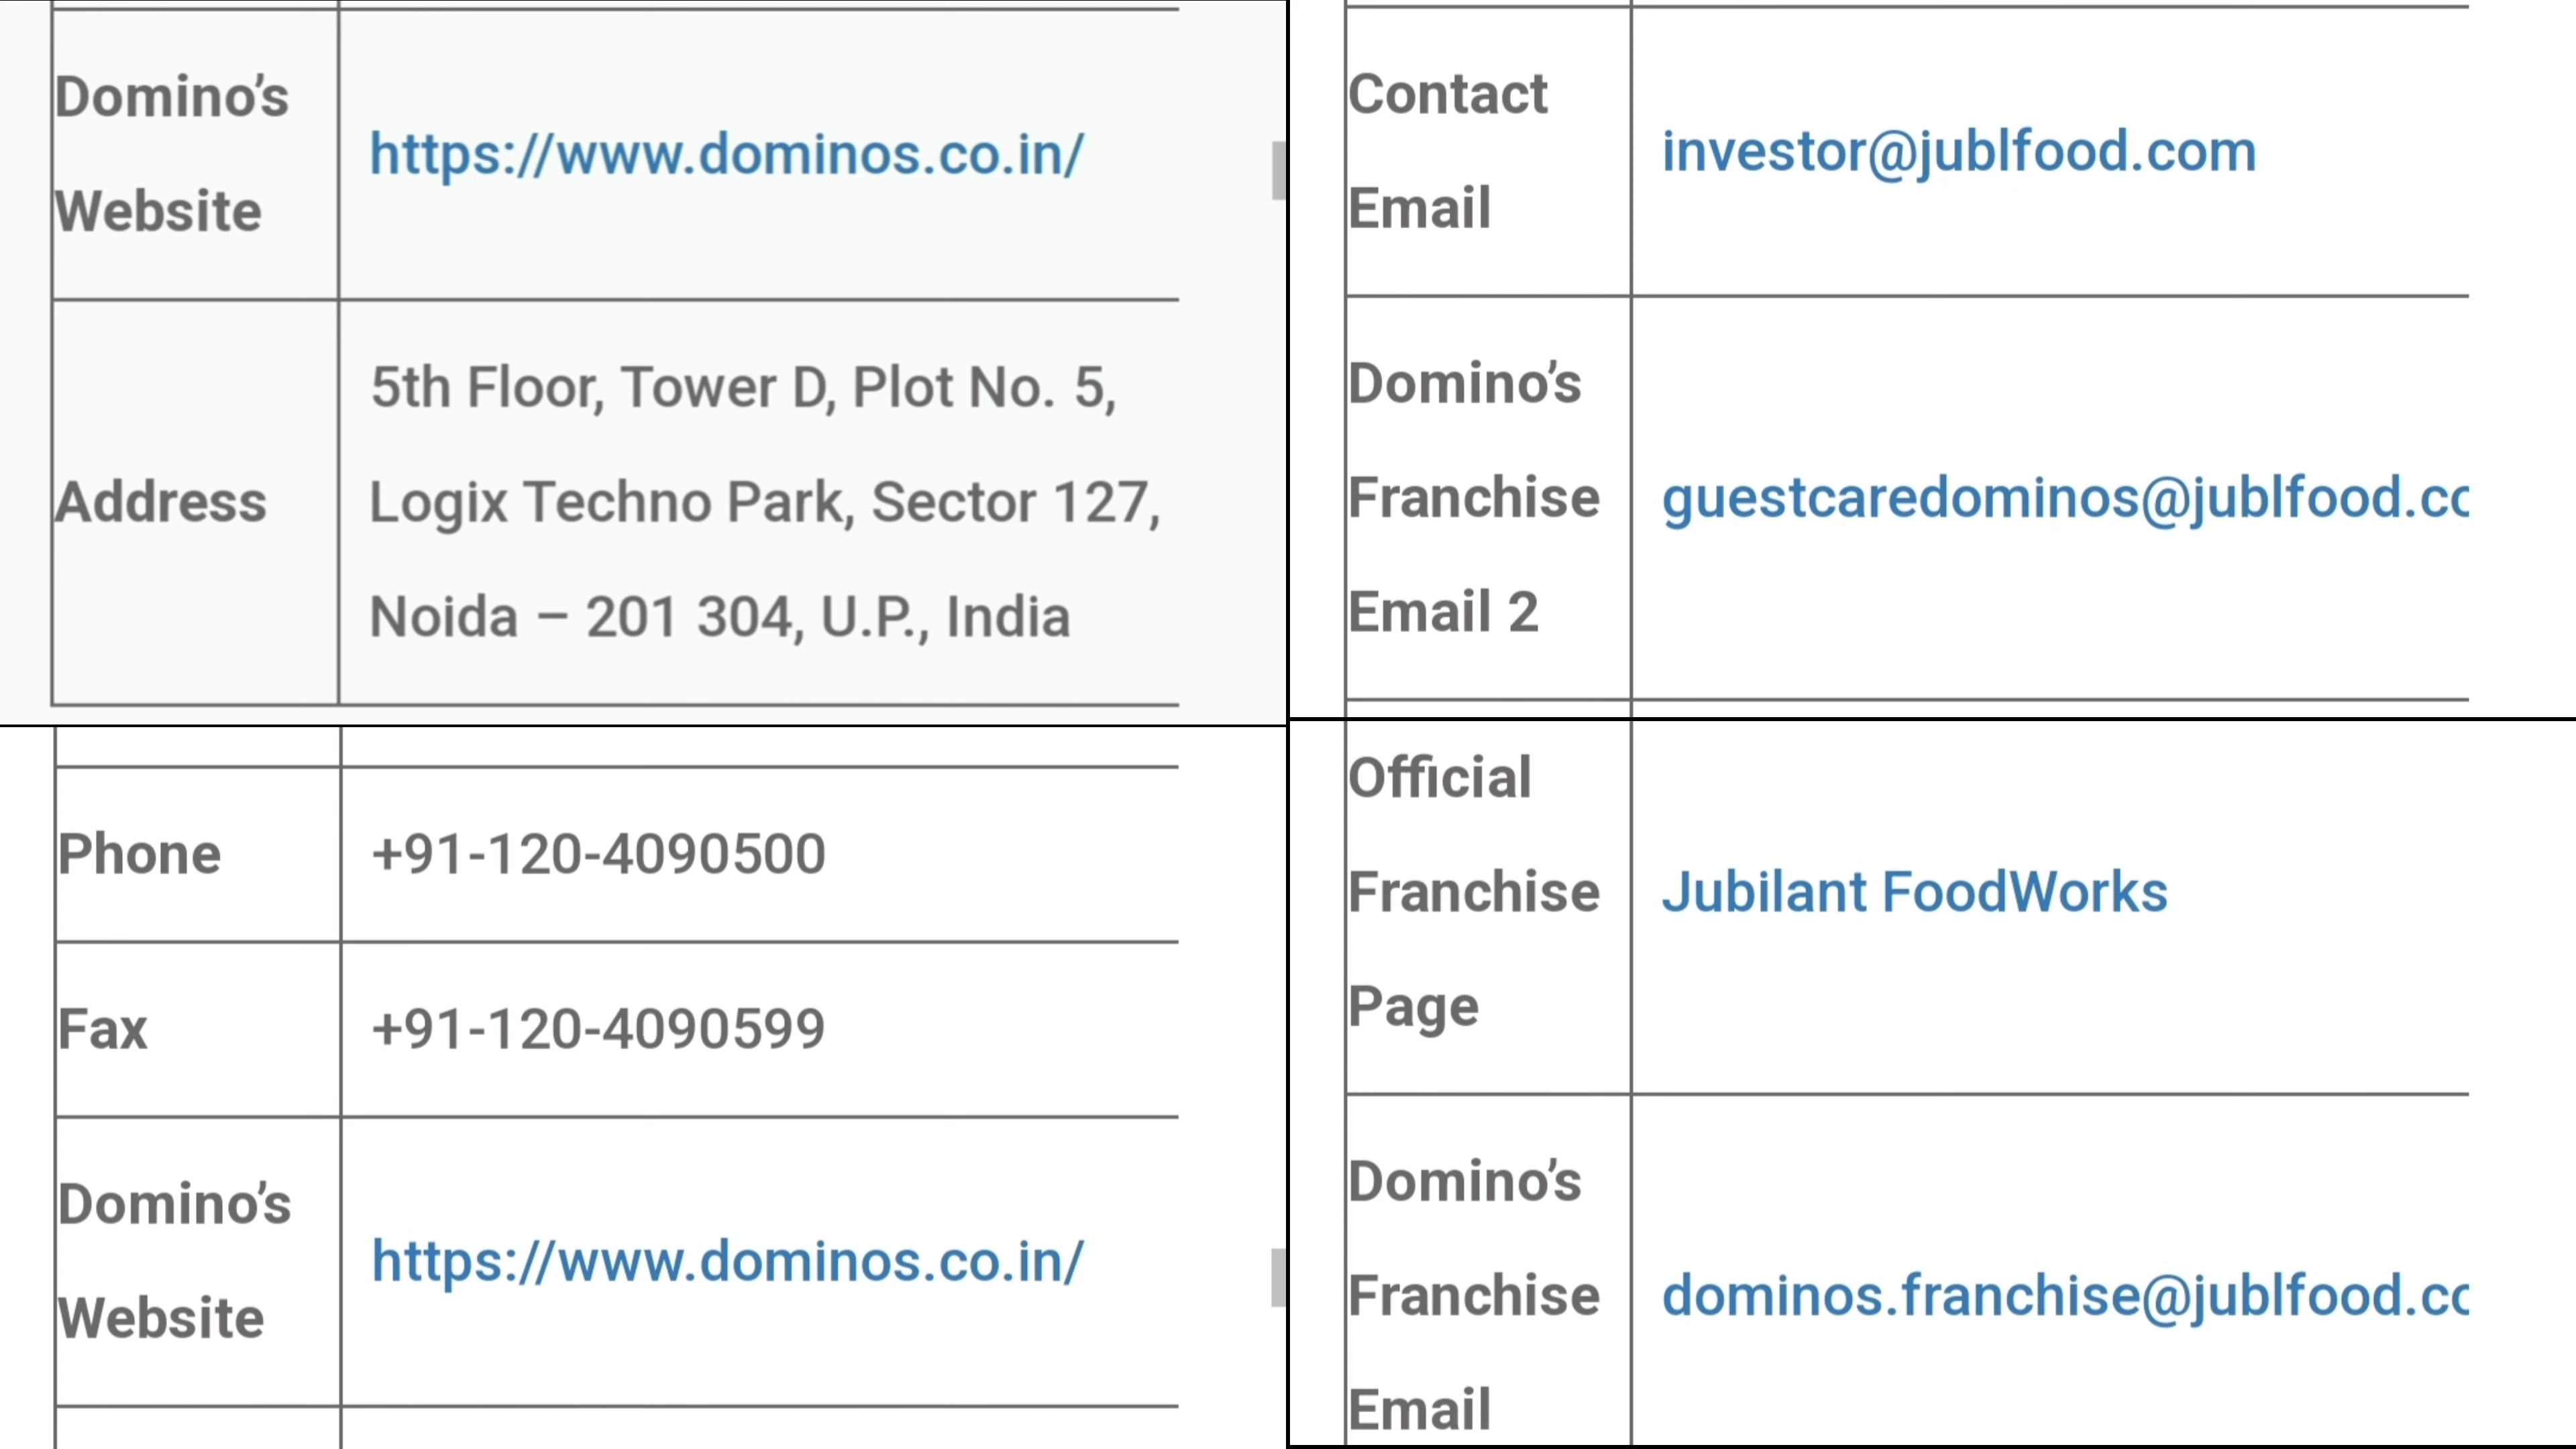 Domino’s
Website
https://www.dominos.co.in/
Address
5th Floor, Tower D, Plot No. 5,
Logix Techno Park, Sector 127,
Noida – 201 304, U.P., India
Contact
Email
investor@jublfood.com
Domino’s
Franchise
Email 2
guestcaredominos@jublfood.cc
Phone
+91-120-4090500
Fax
+91-120-4090599
Domino’s
Website
https://www.dominos.co.in/
Official
Franchise
Page
Jubilant FoodWorks
Domino’s
Franchise
Email
dominos.franchise@jublfood.cc